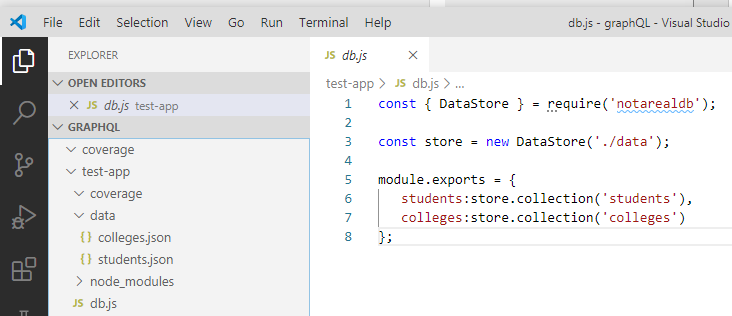 File Edit Selection View Go Run Terminal Help db.js - graphQL - Visual Studio
EXPLORER
OPEN EDITORS
JS db.js test-app
GRAPHQL
coverage
test-app
coverage
data
{} colleges.json
{} students.json
node_modules
JS db.js
JS db.js
test-app > JS db.js > ...
1 const { DataStore } = require('notarealdb');
2
3 const store = new DataStore('./data');
4
5 module.exports = {
6 students:store.collection('students'),
7 colleges:store.collection('colleges')
8 };